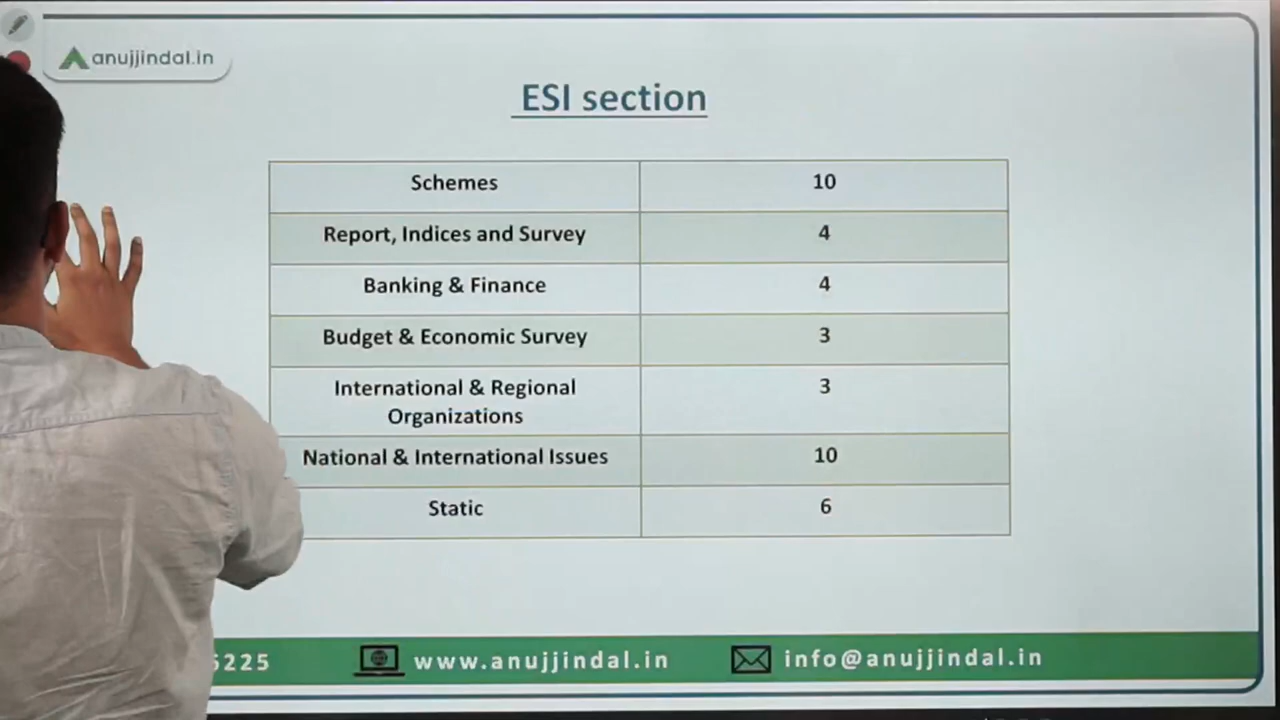 anujjindal.in
ESI section
Schemes 10
Report, Indices and Survey 4
Banking & Finance 4
Budget & Economic Survey 3
International & Regional
Organizations 3
National & International Issues 10
Static 6
5225 www.anujjindal.in info@anujjindal.in